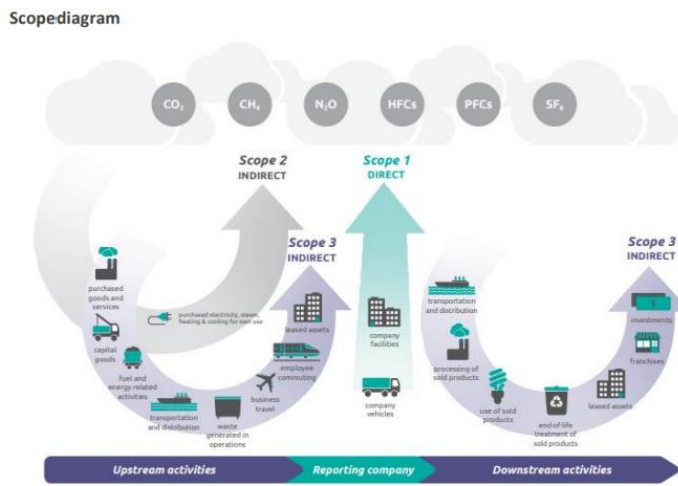 Scopediagram
CO₂
CH₄
N₂O
HFCs
PFCs
SF₆
Scope 2
INDIRECT
Scope 1
DIRECT
Scope 3
INDIRECT
Scope 3
INDIRECT
purchased
goods and
services
capital
goods
fuel and
energy related
activities
transportation
and distribution
waste
generated in
operations
business
travel
employee
commuting
leased assets
purchased electricity, steam,
heating & cooling for own use
company
facilities
company
vehicles
transportation
and distribution
processing of
sold products
use of sold
products
end-of-life
treatment of
sold products
leased assets
franchises
investments
Upstream activities
Reporting company
Downstream activities